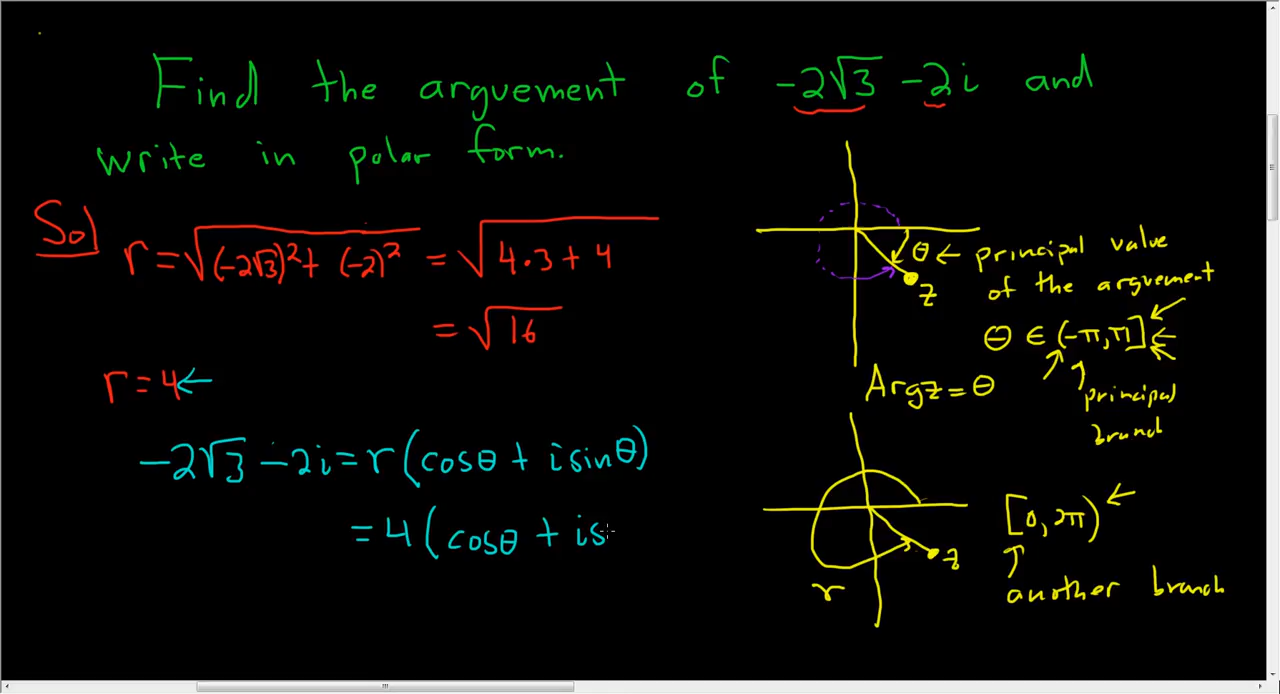 Find the arguement of -2√3 -2i and
write in polar form.
Sol
r = √((-2√3)² + (-2)²) = √(4·3 + 4)
= √16
r = 4 ←
-2√3 - 2i = r(cosθ + i sinθ)
= 4(cosθ + is
θ ← principal value
of the arguement
z
Θ ∈ (-π, π]
principal
branch
Arg z = Θ
[0, 2π) ←
z
r
another branch